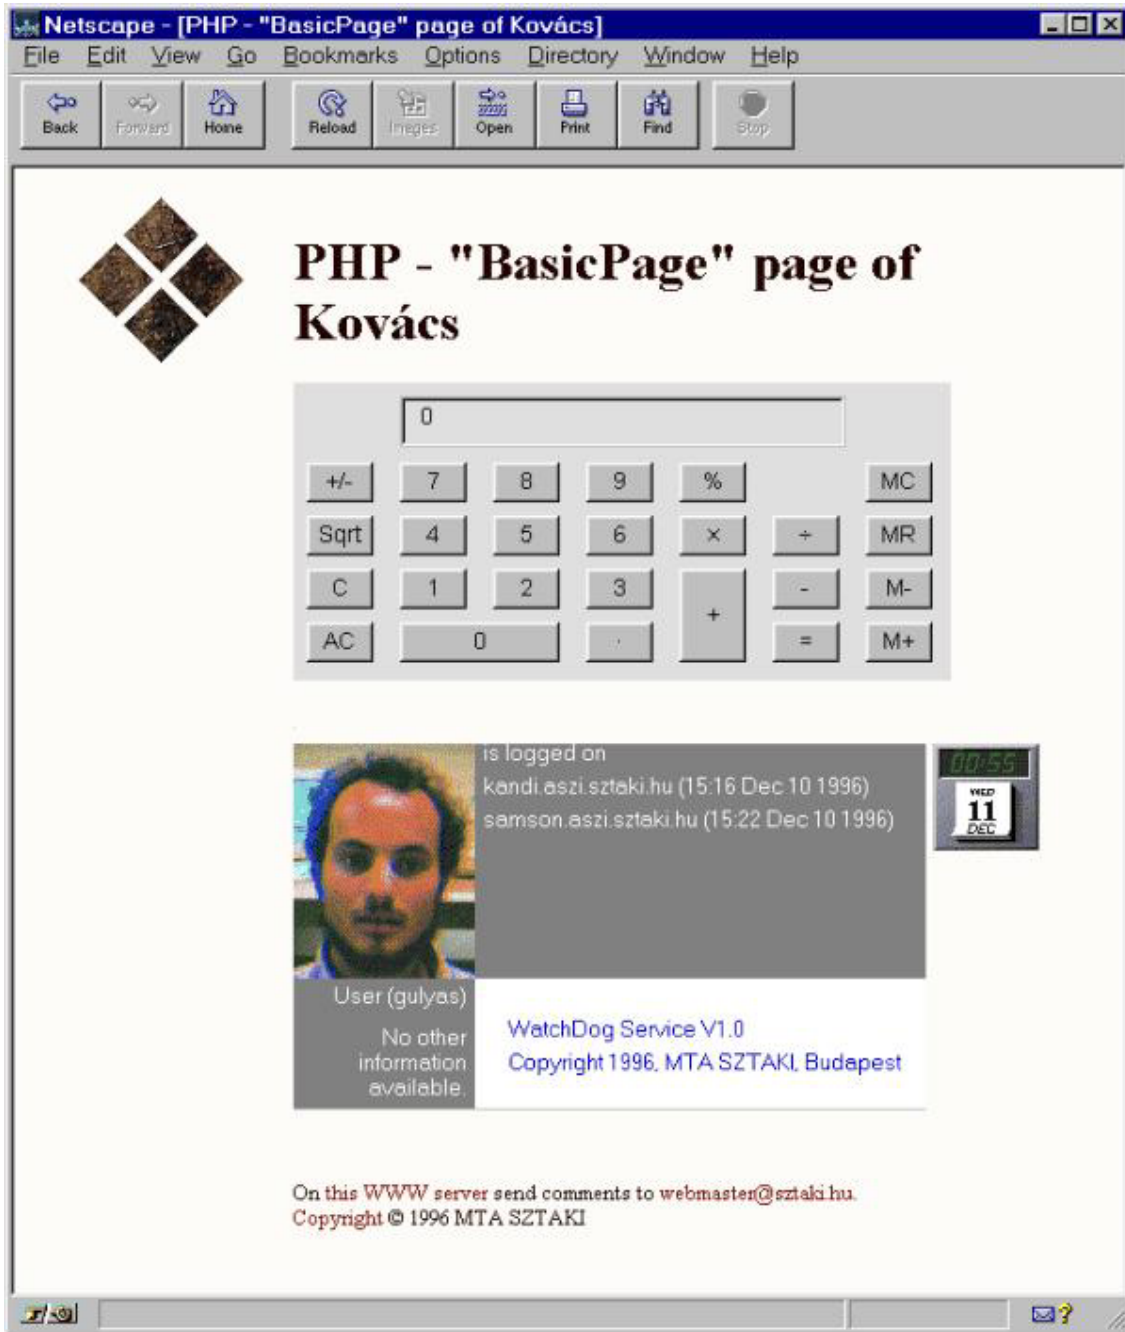 Netscape - [PHP - "BasicPage" page of Kovács]
File Edit View Go Bookmarks Options Directory Window Help
Back Forward Home Reload Images Open Print Find Stop
PHP - "BasicPage" page of
Kovács
0
+/- 7 8 9 % MC
Sqrt 4 5 6 × ÷ MR
C 1 2 3 + - M-
AC 0 . = M+
is logged on
kandi.aszi.sztaki.hu (15:16 Dec 10 1996)
samson.aszi.sztaki.hu (15:22 Dec 10 1996)
00:55
WED
11
DEC
User (gulyas)
No other
information
available.
WatchDog Service V1.0
Copyright 1996, MTA SZTAKI, Budapest
On this WWW server send comments to webmaster@sztaki.hu.
Copyright © 1996 MTA SZTAKI